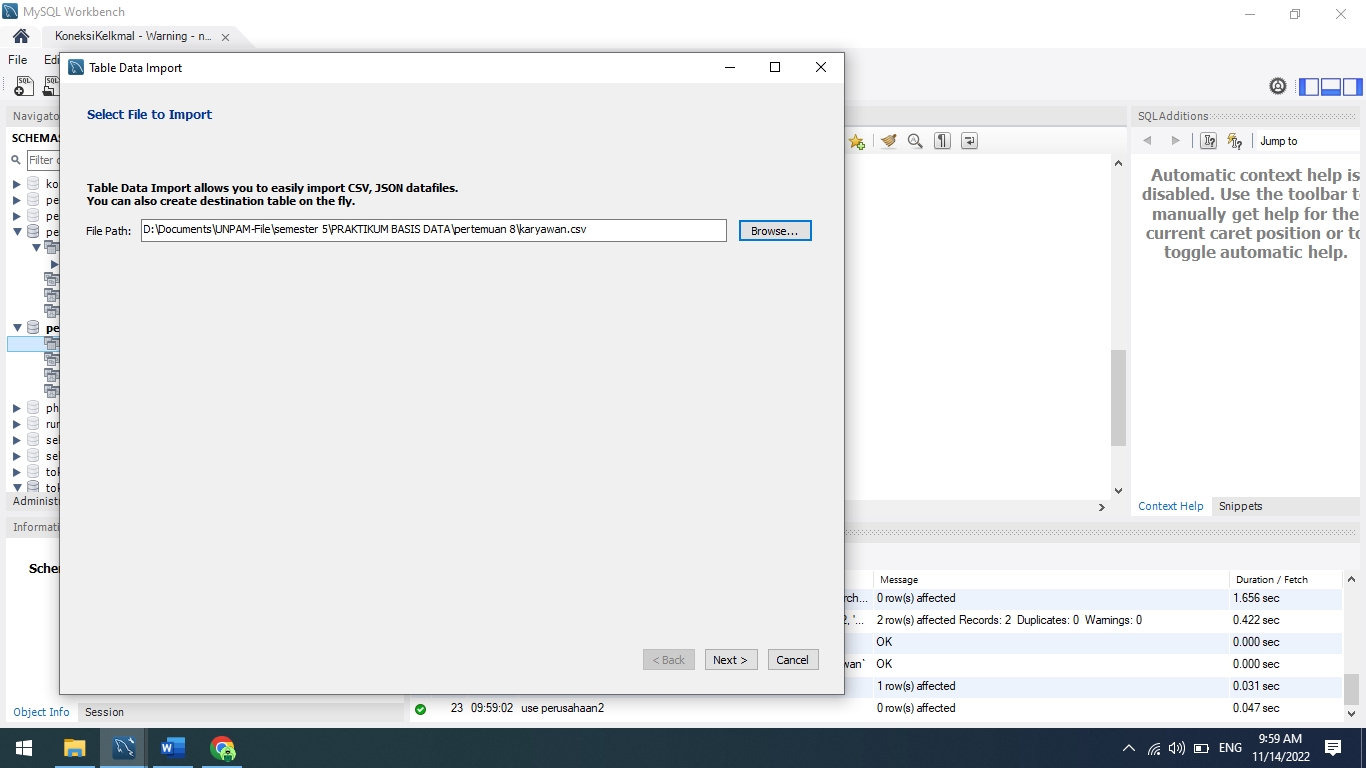 MySQL Workbench
KoneksiKelkmal - Warning - n...
File
Edi
Table Data Import
Select File to Import
Table Data Import allows you to easily import CSV, JSON datafiles.
You can also create destination table on the fly.
File Path:
D:\Documents\UNPAM-File\semester 5\PRAKTIKUM BASIS DATA\pertemuan 8\karyawan.csv
Browse...
< Back
Next >
Cancel
Navigato
SCHEMAS
Filter o
ko
pe
pe
pe
pe
ph
rur
sel
sel
tok
tok
Administ
Informati
Scher
Object Info
Session
SQLAdditions
Jump to
Automatic context help is
disabled. Use the toolbar t
manually get help for the
current caret position or to
toggle automatic help.
Context Help
Snippets
Message
Duration / Fetch
rch...
0 row(s) affected
1.656 sec
2, '...
2 row(s) affected Records: 2 Duplicates: 0 Warnings: 0
0.422 sec
OK
0.000 sec
wan`
OK
0.000 sec
1 row(s) affected
0.031 sec
23 09:59:02 use perusahaan2
0 row(s) affected
0.047 sec
ENG
9:59 AM
11/14/2022